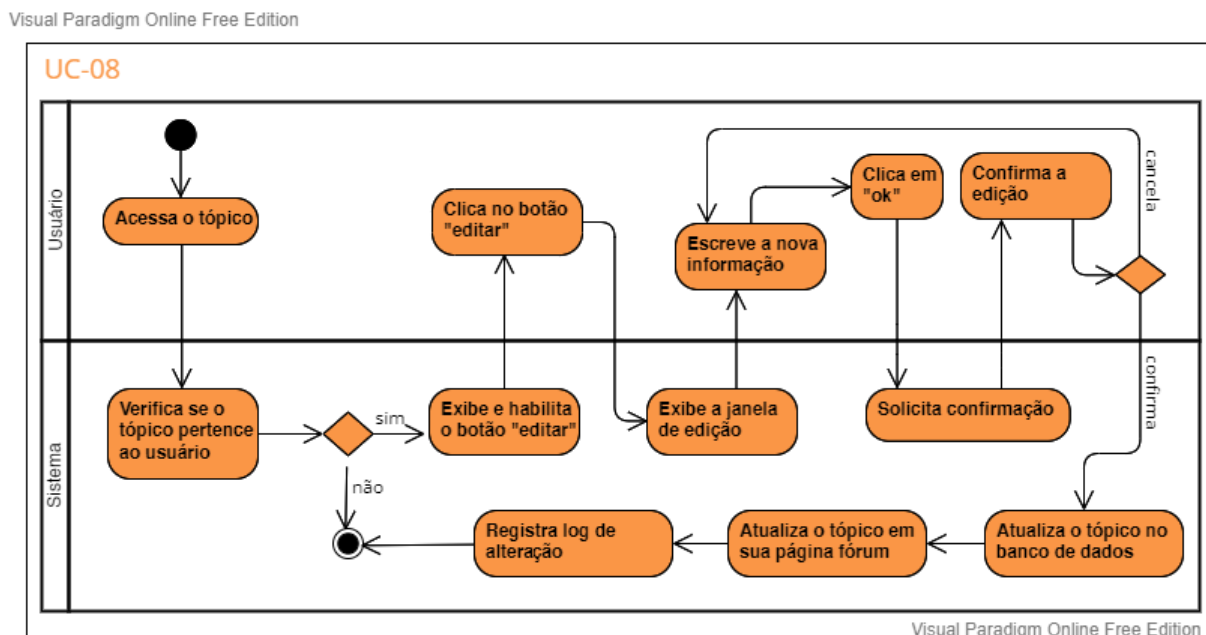 Visual Paradigm Online Free Edition
UC-08
Usuário
Acessa o tópico
Clica no botão
"editar"
Escreve a nova
informação
Clica em
"ok"
Confirma a
edição
cancela
confirma
Sistema
Verifica se o
tópico pertence
ao usuário
sim
não
Exibe e habilita
o botão "editar"
Exibe a janela
de edição
Solicita confirmação
Registra log de
alteração
Atualiza o tópico em
sua página fórum
Atualiza o tópico no
banco de dados
Visual Paradigm Online Free Edition